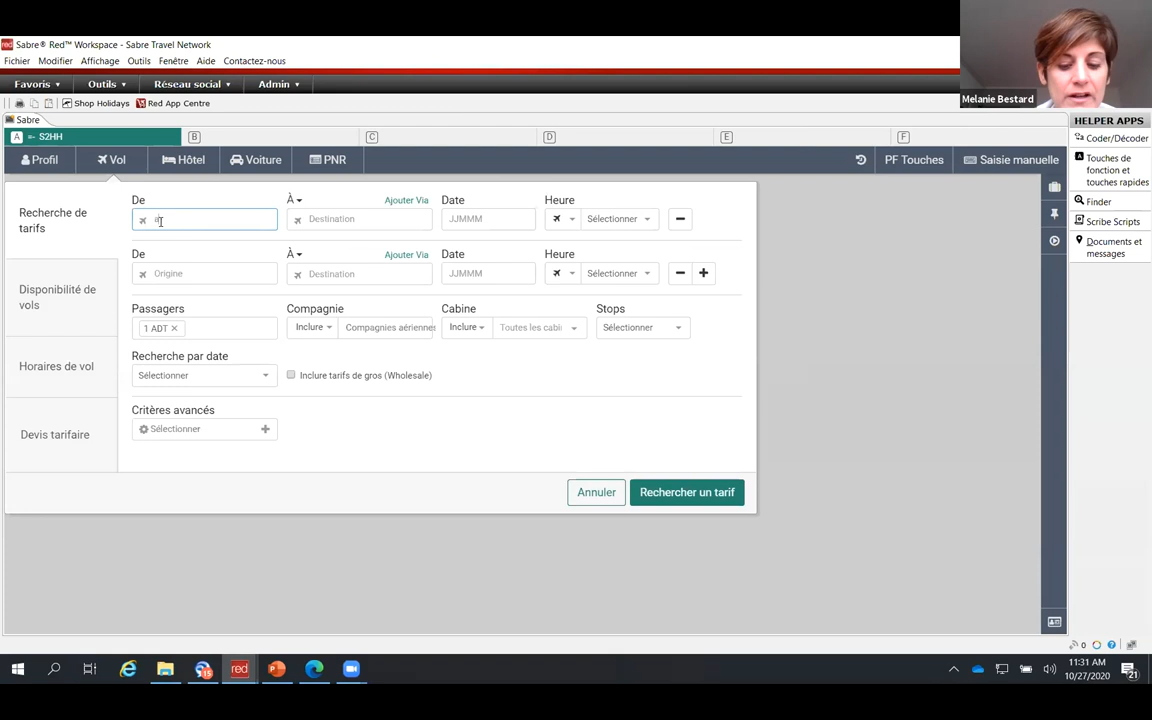 Sabre® Red™ Workspace - Sabre Travel Network
Fichier Modifier Affichage Outils Fenêtre Aide Contactez-nous
Favoris Outils Réseau social Admin
Shop Holidays Red App Centre
Melanie Bestard
Sabre
A =- S2HH B C D E F
HELPER APPS
Coder/Décoder
Touches de
fonction et
touches rapides
Finder
Scribe Scripts
Documents et
messages
Profil Vol Hôtel Voiture PNR PF Touches Saisie manuelle
Recherche de
tarifs
Disponibilité de
vols
Horaires de vol
Devis tarifaire
De À Ajouter Via Date Heure
a Destination JJMMM Sélectionner
De À Ajouter Via Date Heure
Origine Destination JJMMM Sélectionner
Passagers Compagnie Cabine Stops
1 ADT Inclure Compagnies aériennes Inclure Toutes les cabi Sélectionner
Recherche par date
Sélectionner Inclure tarifs de gros (Wholesale)
Critères avancés
Sélectionner
Annuler Rechercher un tarif
0
15
11:31 AM
10/27/2020
21